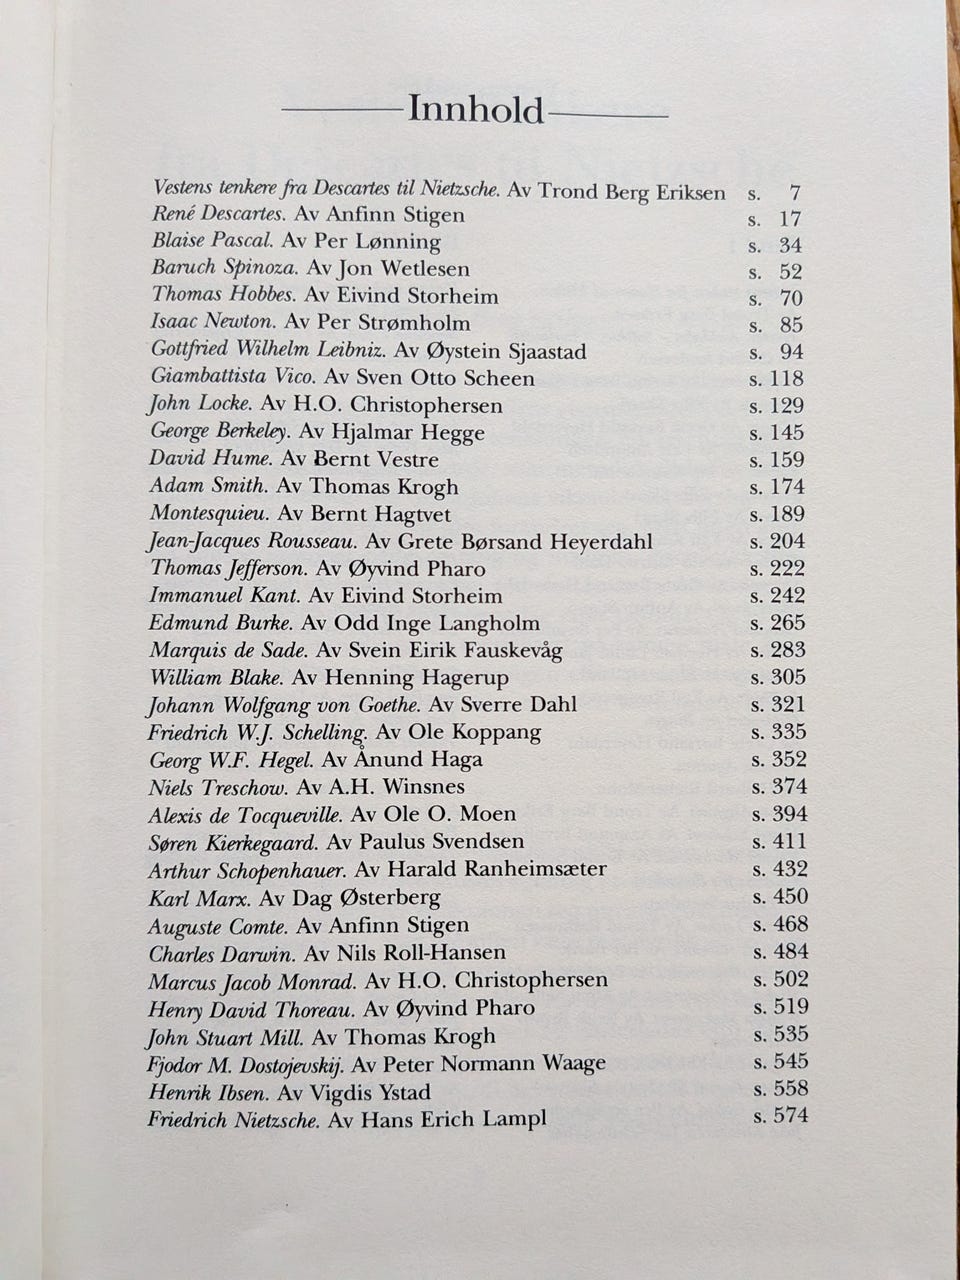 Innhold
Vestens tenkere fra Descartes til Nietzsche. Av Trond Berg Eriksen s. 7
René Descartes. Av Anfinn Stigen s. 17
Blaise Pascal. Av Per Lønning s. 34
Baruch Spinoza. Av Jon Wetlesen s. 52
Thomas Hobbes. Av Eivind Storheim s. 70
Isaac Newton. Av Per Strømholm s. 85
Gottfried Wilhelm Leibniz. Av Øystein Sjaastad s. 94
Giambattista Vico. Av Sven Otto Scheen s. 118
John Locke. Av H.O. Christophersen s. 129
George Berkeley. Av Hjalmar Hegge s. 145
David Hume. Av Bernt Vestre s. 159
Adam Smith. Av Thomas Krogh s. 174
Montesquieu. Av Bernt Hagtvet s. 189
Jean-Jacques Rousseau. Av Grete Børsand Heyerdahl s. 204
Thomas Jefferson. Av Øyvind Pharo s. 222
Immanuel Kant. Av Eivind Storheim s. 242
Edmund Burke. Av Odd Inge Langholm s. 265
Marquis de Sade. Av Svein Eirik Fauskevåg s. 283
William Blake. Av Henning Hagerup s. 305
Johann Wolfgang von Goethe. Av Sverre Dahl s. 321
Friedrich W.J. Schelling. Av Ole Koppang s. 335
Georg W.F. Hegel. Av Ånund Haga s. 352
Niels Treschow. Av A.H. Winsnes s. 374
Alexis de Tocqueville. Av Ole O. Moen s. 394
Søren Kierkegaard. Av Paulus Svendsen s. 411
Arthur Schopenhauer. Av Harald Ranheimsæter s. 432
Karl Marx. Av Dag Østerberg s. 450
Auguste Comte. Av Anfinn Stigen s. 468
Charles Darwin. Av Nils Roll-Hansen s. 484
Marcus Jacob Monrad. Av H.O. Christophersen s. 502
Henry David Thoreau. Av Øyvind Pharo s. 519
John Stuart Mill. Av Thomas Krogh s. 535
Fjodor M. Dostojevskij. Av Peter Normann Waage s. 545
Henrik Ibsen. Av Vigdis Ystad s. 558
Friedrich Nietzsche. Av Hans Erich Lampl s. 574